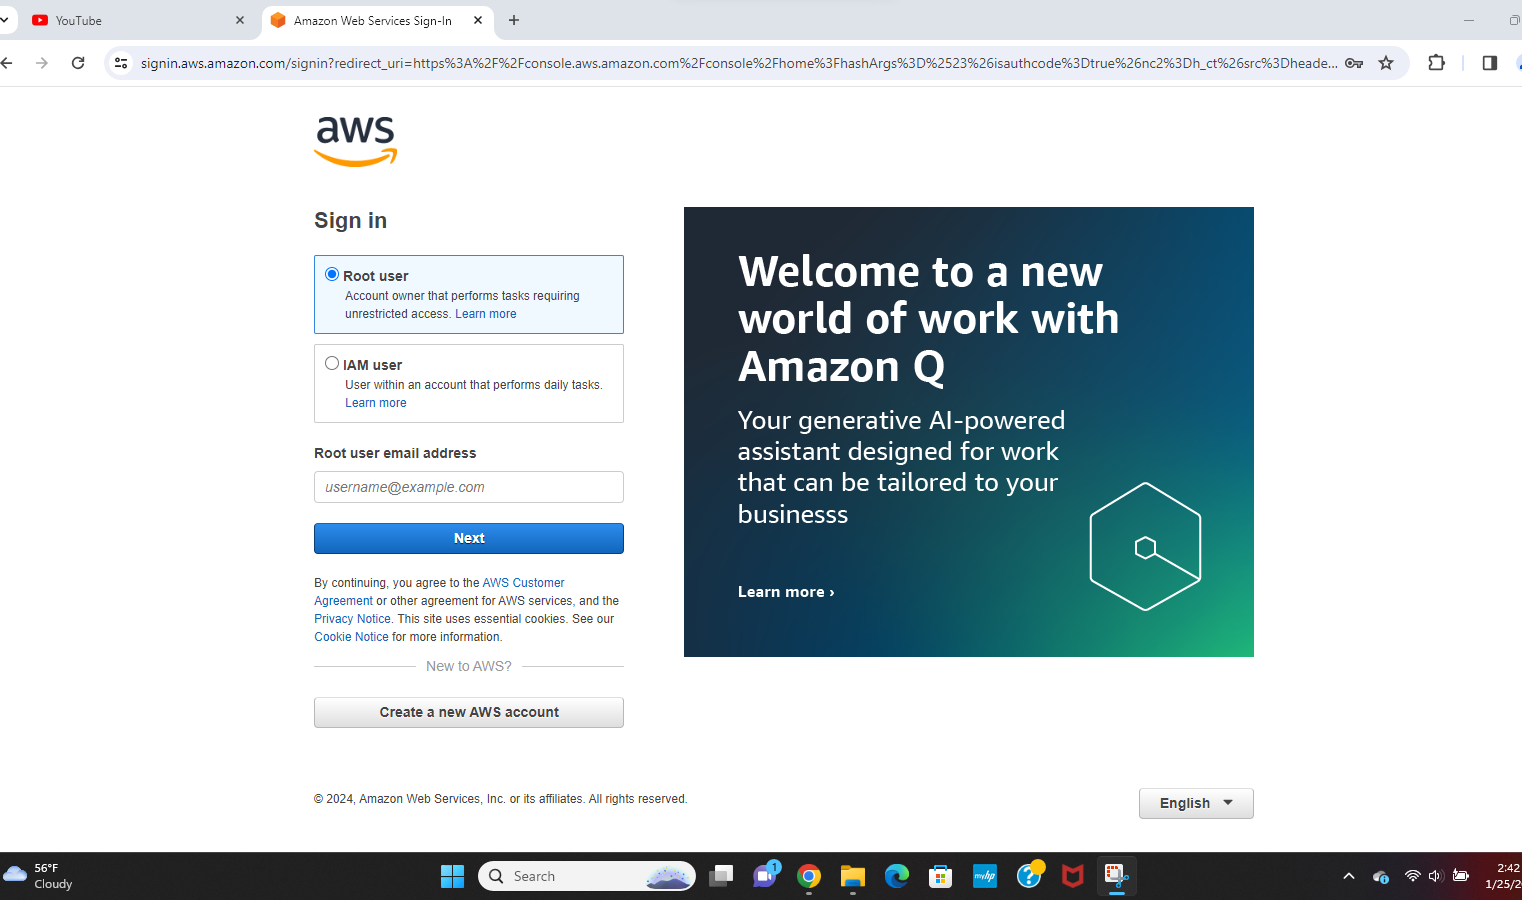 YouTube
Amazon Web Services Sign-In
signin.aws.amazon.com/signin?redirect_uri=https%3A%2F%2Fconsole.aws.amazon.com%2Fconsole%2Fhome%3FhashArgs%3D%2523%26isauthcode%3Dtrue%26nc2%3Dh_ct%26src%3Dheade...
aws
Sign in
Root user
Account owner that performs tasks requiring
unrestricted access. Learn more
IAM user
User within an account that performs daily tasks.
Learn more
Root user email address
username@example.com
Next
By continuing, you agree to the AWS Customer
Agreement or other agreement for AWS services, and the
Privacy Notice. This site uses essential cookies. See our
Cookie Notice for more information.
New to AWS?
Create a new AWS account
Welcome to a new
world of work with
Amazon Q
Your generative AI-powered
assistant designed for work
that can be tailored to your
businesss
Learn more ›
© 2024, Amazon Web Services, Inc. or its affiliates. All rights reserved.
English
56°F
Cloudy
Search
1
myhp
2:42
1/25/2